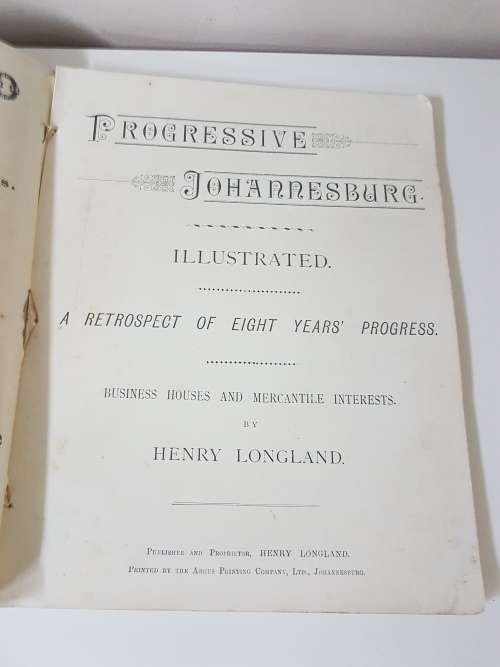 PROGRESSIVE
JOHANNESBURG.
ILLUSTRATED.
A RETROSPECT OF EIGHT YEARS' PROGRESS.
BUSINESS HOUSES AND MERCANTILE INTERESTS.
BY
HENRY LONGLAND.
PUBLISHER AND PROPRIETOR, HENRY LONGLAND.
PRINTED BY THE ARGUS PRINTING COMPANY, LTD., JOHANNESBURG.